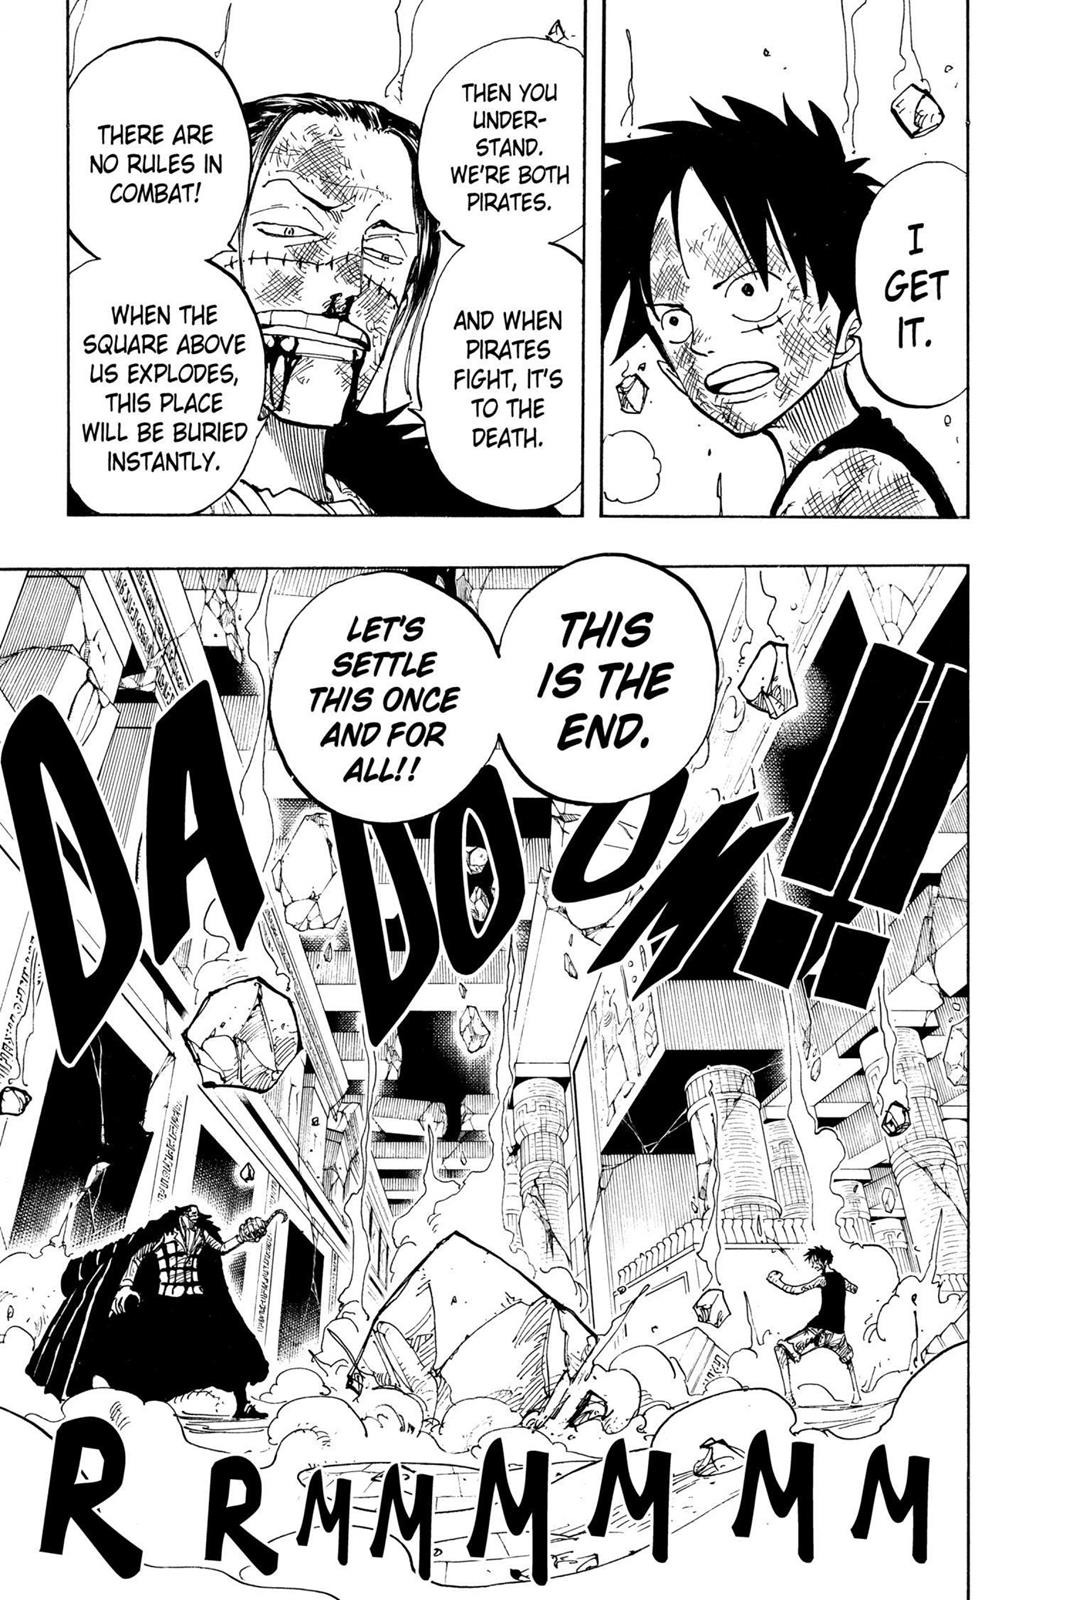 I
GET
IT.
THEN YOU
UNDER-
STAND.
WE'RE BOTH
PIRATES.
AND WHEN
PIRATES
FIGHT, IT'S
TO THE
DEATH.
THERE ARE
NO RULES IN
COMBAT!
WHEN THE
SQUARE ABOVE
US EXPLODES,
THIS PLACE
WILL BE BURIED
INSTANTLY.
THIS
IS THE
END.
LET'S
SETTLE
THIS ONCE
AND FOR
ALL!!
DADOOOM!!
RRMMMMMM